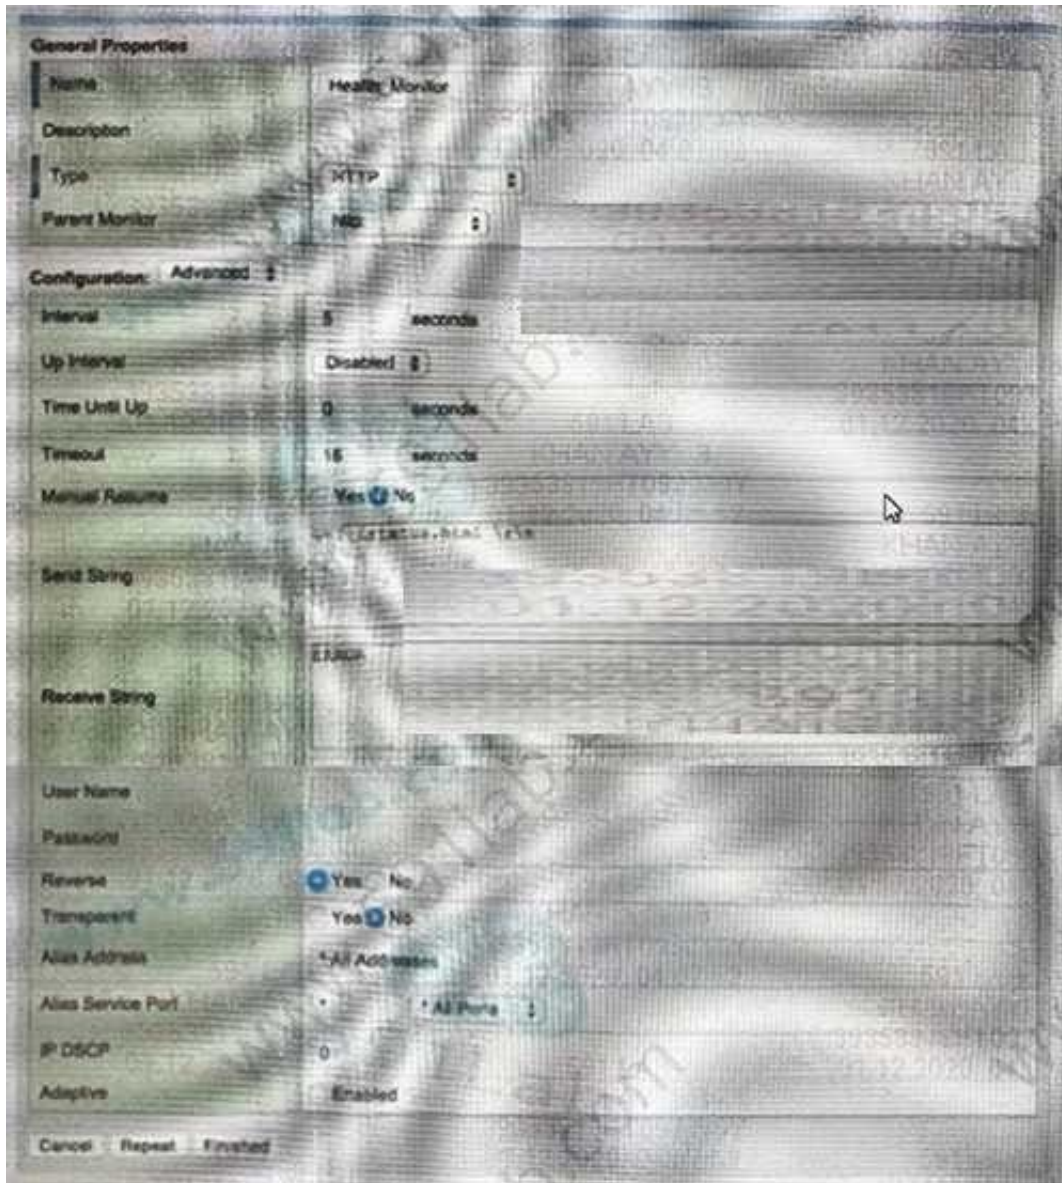 General Properties
Name Health_Monitor
Description
Type HTTP
Parent Monitor http
Configuration: Advanced
Interval 5 seconds
Up Interval Disabled
Time Until Up 0 seconds
Timeout 16 seconds
Manual Resume Yes No
/status.html \r\n
Send String
ERROR
Receive String
User Name
Password
Reverse Yes No
Transparent Yes No
Alias Address * All Addresses
Alias Service Port * * All Ports
IP DSCP 0
Adaptive Enabled
Cancel Repeat Finished